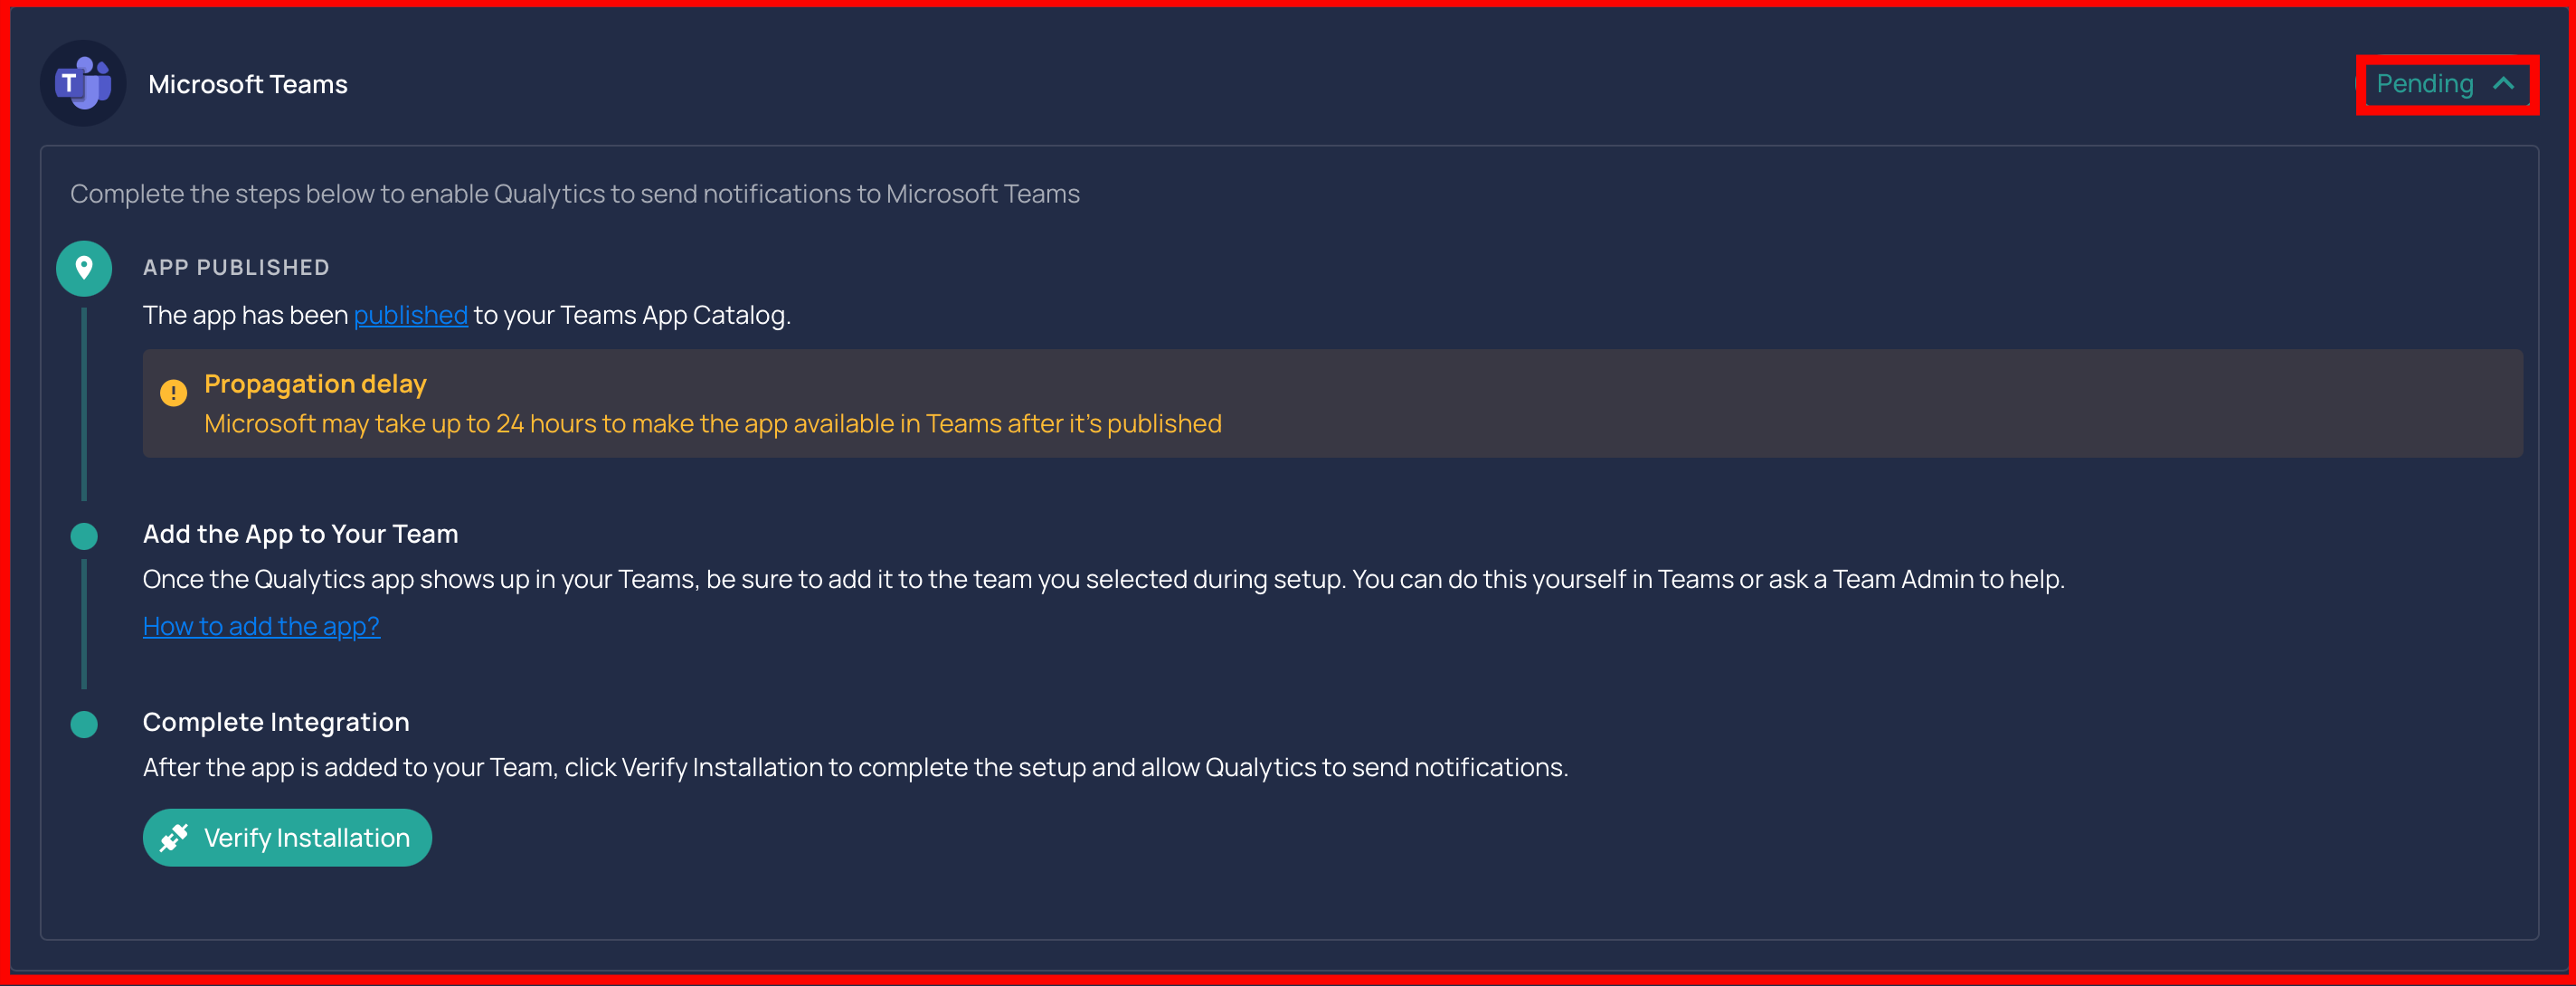 T
Microsoft Teams
Pending
Complete the steps below to enable Qualytics to send notifications to Microsoft Teams
APP PUBLISHED
The app has been published to your Teams App Catalog.
Propagation delay
Microsoft may take up to 24 hours to make the app available in Teams after it's published
Add the App to Your Team
Once the Qualytics app shows up in your Teams, be sure to add it to the team you selected during setup. You can do this yourself in Teams or ask a Team Admin to help.
How to add the app?
Complete Integration
After the app is added to your Team, click Verify Installation to complete the setup and allow Qualytics to send notifications.
Verify Installation